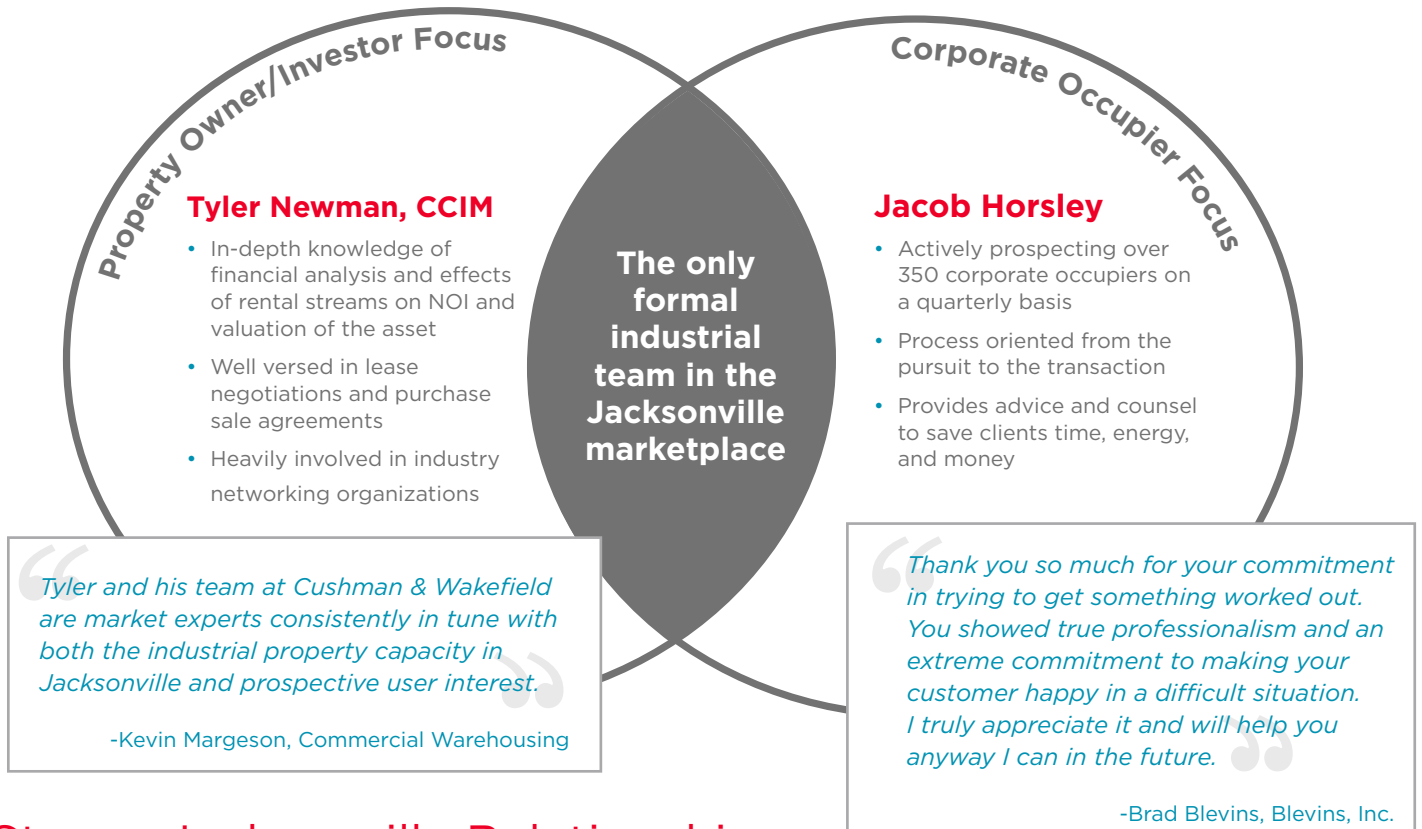 Property Owner/Investor Focus
Tyler Newman, CCIM
• In-depth knowledge of
financial analysis and effects
of rental streams on NOI and
valuation of the asset
• Well versed in lease
negotiations and purchase
sale agreements
• Heavily involved in industry
networking organizations
The only
formal
industrial
team in the
Jacksonville
marketplace
Corporate Occupier Focus
Jacob Horsley
• Actively prospecting over
350 corporate occupiers on
a quarterly basis
• Process oriented from the
pursuit to the transaction
• Provides advice and counsel
to save clients time, energy,
and money
“Tyler and his team at Cushman & Wakefield
are market experts consistently in tune with
both the industrial property capacity in
Jacksonville and prospective user interest.”
-Kevin Margeson, Commercial Warehousing
“Thank you so much for your commitment
in trying to get something worked out.
You showed true professionalism and an
extreme commitment to making your
customer happy in a difficult situation.
I truly appreciate it and will help you
anyway I can in the future.”
-Brad Blevins, Blevins, Inc.